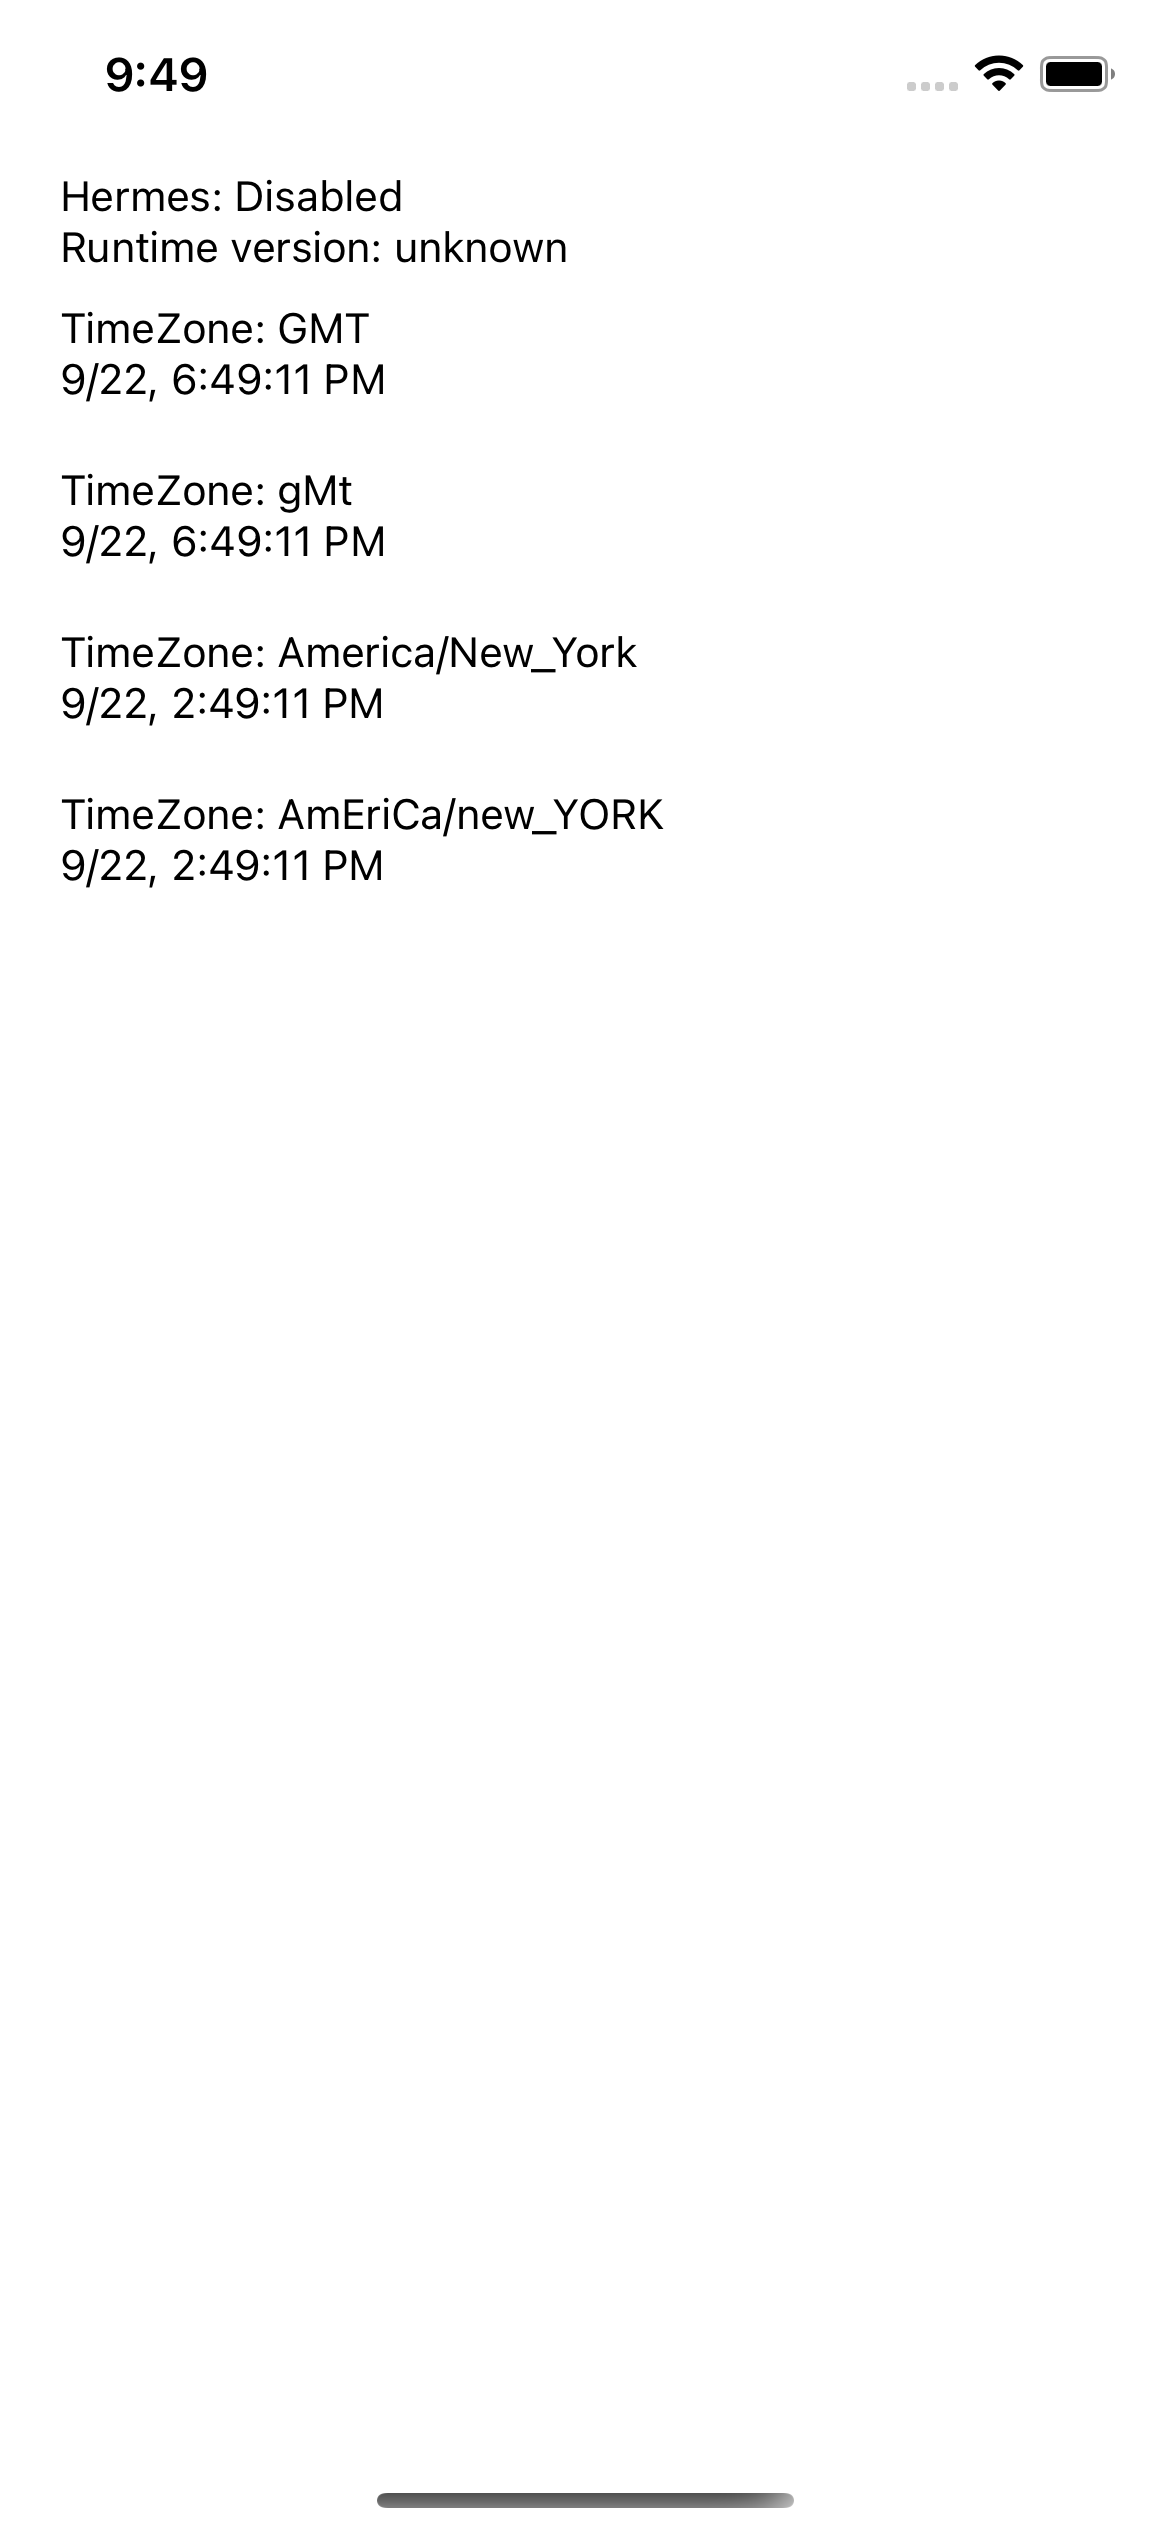 9:49
Hermes: Disabled
Runtime version: unknown
TimeZone: GMT
9/22, 6:49:11 PM
TimeZone: gMt
9/22, 6:49:11 PM
TimeZone: America/New_York
9/22, 2:49:11 PM
TimeZone: AmEriCa/new_YORK
9/22, 2:49:11 PM